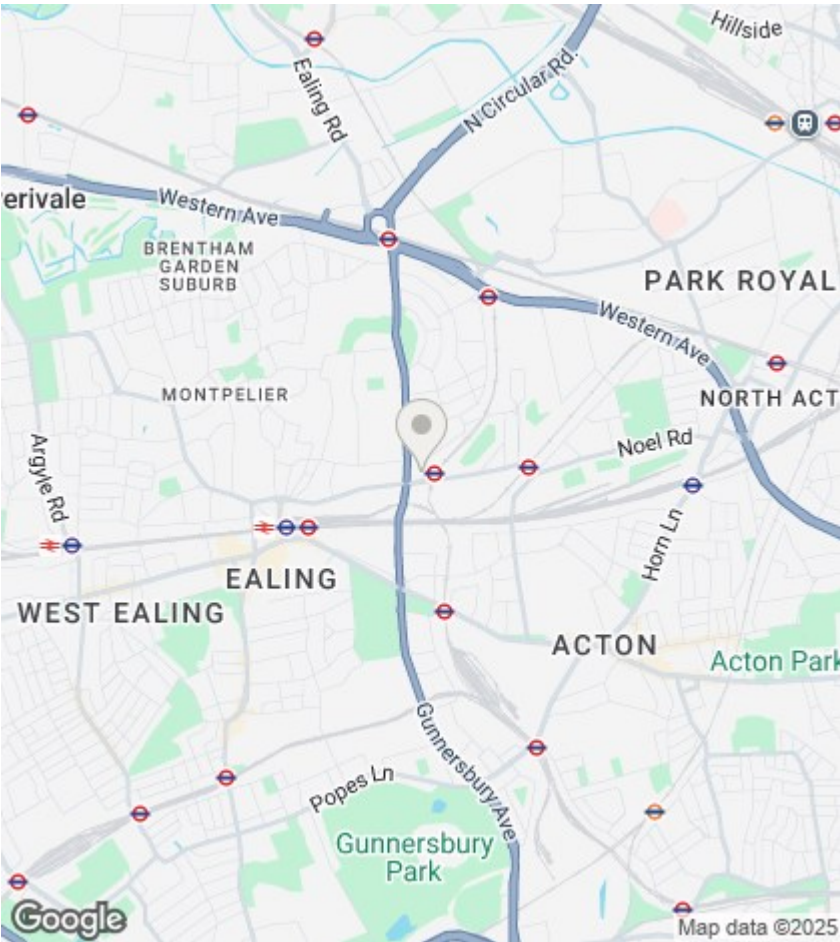 Hillside
Ealing Rd
N Circular Rd.
erivale
Western Ave
BRENTHAM
GARDEN
SUBURB
PARK ROYAL
Western Ave
MONTPELIER
NORTH ACT
Argyle Rd
Noel Rd
Horn Ln
EALING
WEST EALING
ACTON
Acton Park
Gunnersbury Ave
Popes Ln
Gunnersbury
Park
Google
Map data ©2025